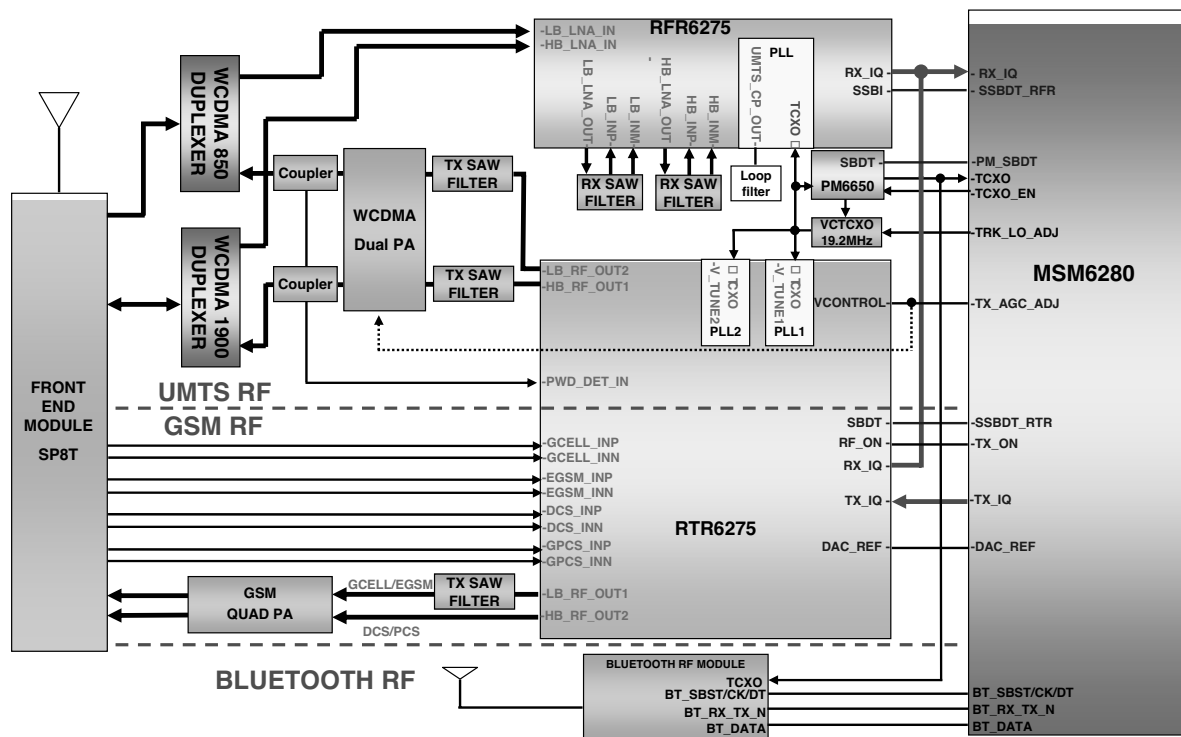 RFR6275
-LB_LNA_IN
-HB_LNA_IN
LB_LNA_OUT-
LB_INP-
LB_INM-
HB_LNA_OUT -
HB_INP-
HB_INM-
UMTS_CP_OUT-
PLL
TCXO
RX_IQ -
SSBI -
- RX_IQ
- SSBDT_RFR
WCDMA 850
DUPLEXER
Coupler
TX SAW
FILTER
RX SAW
FILTER
RX SAW
FILTER
Loop
filter
SBDT-
PM6650
-PM_SBDT
-TCXO
-TCXO_EN
VCTCXO
19.2MHz
-TRK_LO_ADJ
WCDMA
Dual PA
WCDMA 1900
DUPLEXER
Coupler
TX SAW
FILTER
-LB_RF_OUT2
-HB_RF_OUT1
TCXO
-V_TUNE2
PLL2
TCXO
-V_TUNE1
PLL1
VCONTROL-
-TX_AGC_ADJ
MSM6280
-PWD_DET_IN
UMTS RF
GSM RF
FRONT
END
MODULE
SP8T
-GCELL_INP
-GCELL_INN
-EGSM_INP
-EGSM_INN
-DCS_INP
-DCS_INN
-GPCS_INP
-GPCS_INN
SBDT -
RF_ON -
RX_IQ -
TX_IQ -
DAC_REF -
-SSBDT_RTR
-TX_ON
-TX_IQ
-DAC_REF
RTR6275
GSM
QUAD PA
GCELL/EGSM
TX SAW
FILTER
-LB_RF_OUT1
-HB_RF_OUT2
DCS/PCS
BLUETOOTH RF
BLUETOOTH RF MODULE
TCXO
BT_SBST/CK/DT
BT_RX_TX_N
BT_DATA
BT_SBST/CK/DT
BT_RX_TX_N
BT_DATA